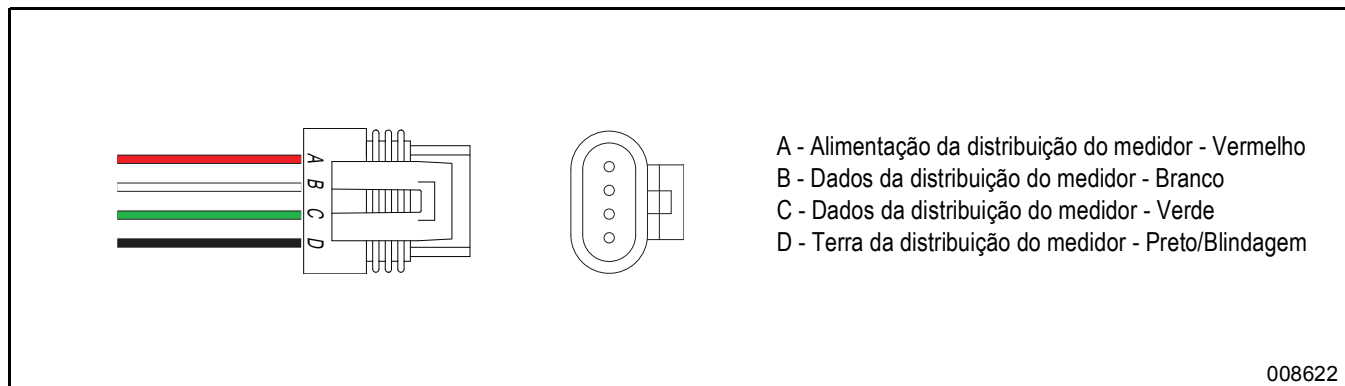 A
B
C
D
A - Alimentação da distribuição do medidor - Vermelho
B - Dados da distribuição do medidor - Branco
C - Dados da distribuição do medidor - Verde
D - Terra da distribuição do medidor - Preto/Blindagem
008622